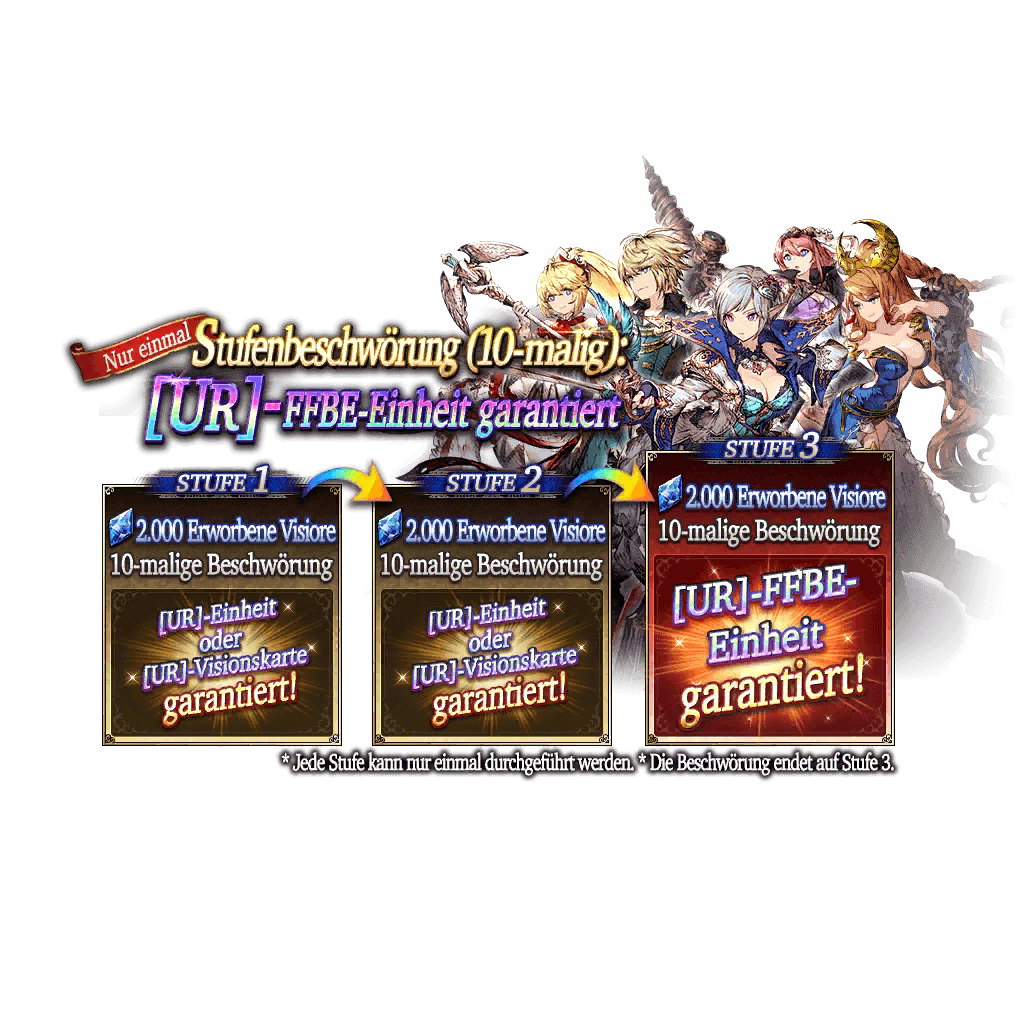 Nur einmal
Stufenbeschwörung (10-malig):
[UR]-FFBE-Einheit garantiert
STUFE 1
2.000 Erworbene Visiore
10-malige Beschwörung
[UR]-Einheit
oder
[UR]-Visionskarte
garantiert!
STUFE 2
2.000 Erworbene Visiore
10-malige Beschwörung
[UR]-Einheit
oder
[UR]-Visionskarte
garantiert!
STUFE 3
2.000 Erworbene Visiore
10-malige Beschwörung
[UR]-FFBE-
Einheit
garantiert!
* Jede Stufe kann nur einmal durchgeführt werden. * Die Beschwörung endet auf Stufe 3.